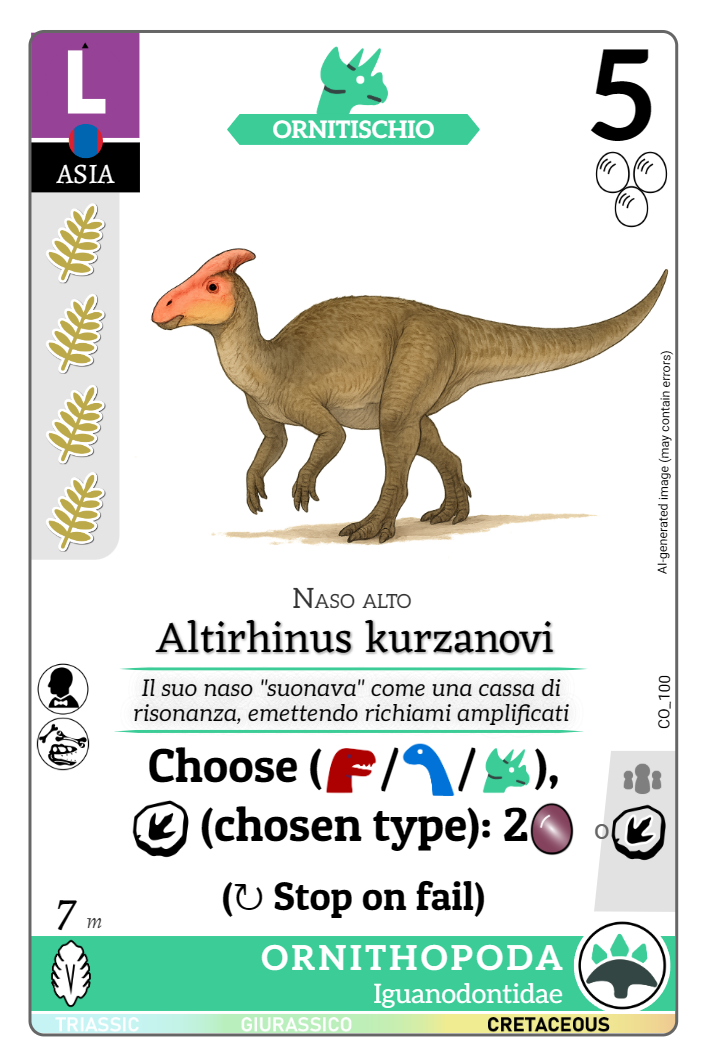 L
ORNITISCHIO
5
ASIA
AI-generated image (may contain errors)
Naso alto
Altirhinus kurzanovi
Il suo naso "suonava" come una cassa di
risonanza, emettendo richiami amplificati
CO_100
Choose ( / / ),
(chosen type): 2
o
(↻ Stop on fail)
7 m
ORNITHOPODA
Iguanodontidae
TRIASSIC GIURASSICO CRETACEOUS